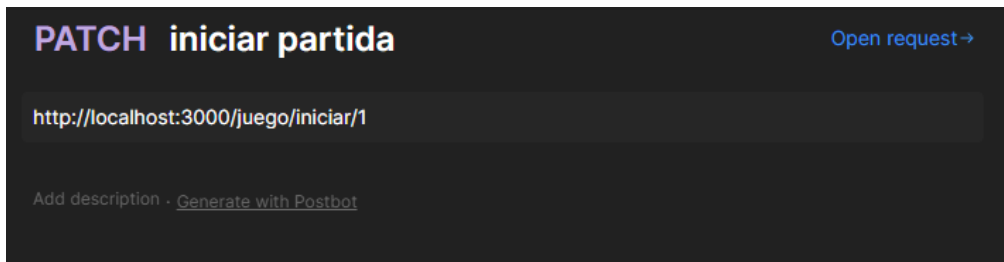 PATCH iniciar partida
Open request→
http://localhost:3000/juego/iniciar/1
Add description · Generate with Postbot